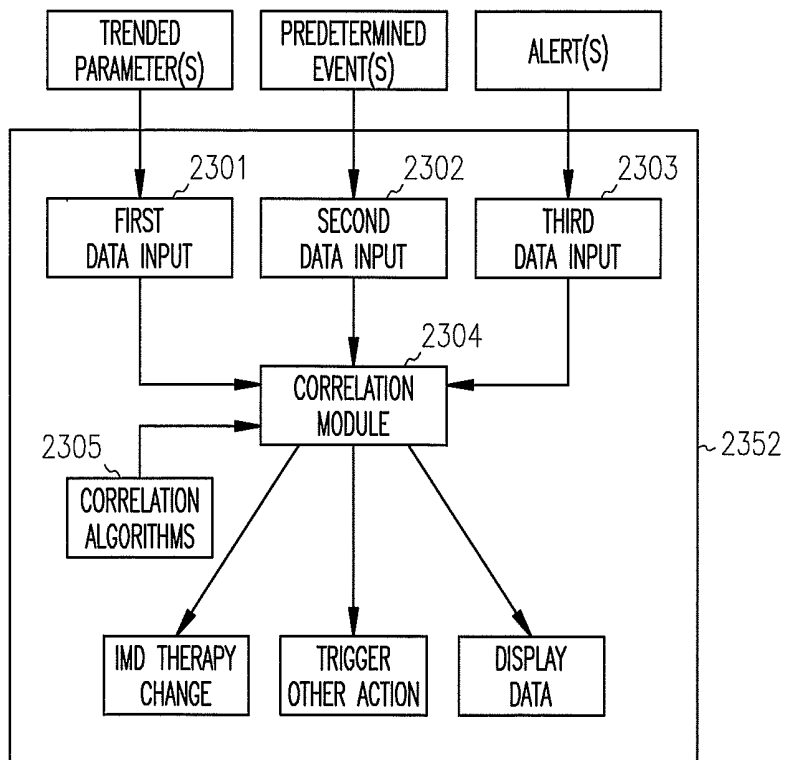 TRENDED
PARAMETER(S)
PREDETERMINED
EVENT(S)
ALERT(S)
2301
2302
2303
FIRST
DATA INPUT
SECOND
DATA INPUT
THIRD
DATA INPUT
2304
CORRELATION
MODULE
2305
CORRELATION
ALGORITHMS
2352
IMD THERAPY
CHANGE
TRIGGER
OTHER ACTION
DISPLAY
DATA